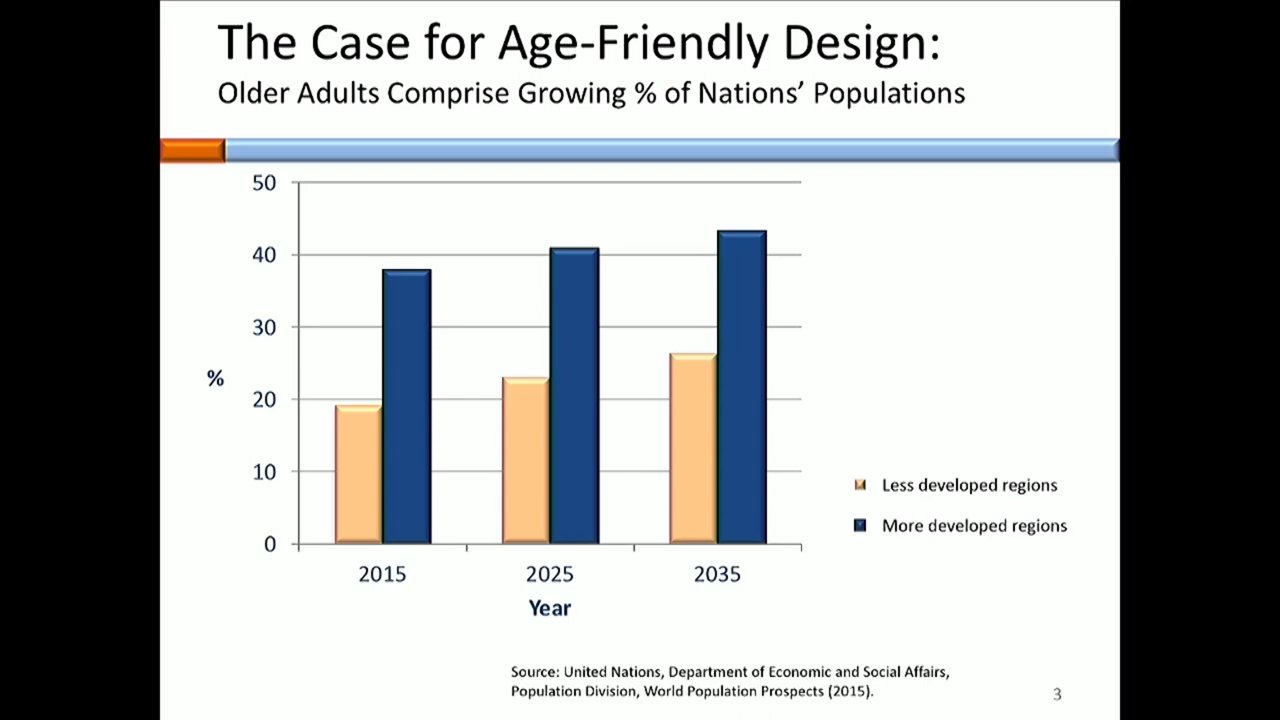 The Case for Age-Friendly Design:
Older Adults Comprise Growing % of Nations’ Populations
50
40
30
%
20
10
0
2015 2025 2035
Year
Less developed regions
More developed regions
Source: United Nations, Department of Economic and Social Affairs,
Population Division, World Population Prospects (2015).
3